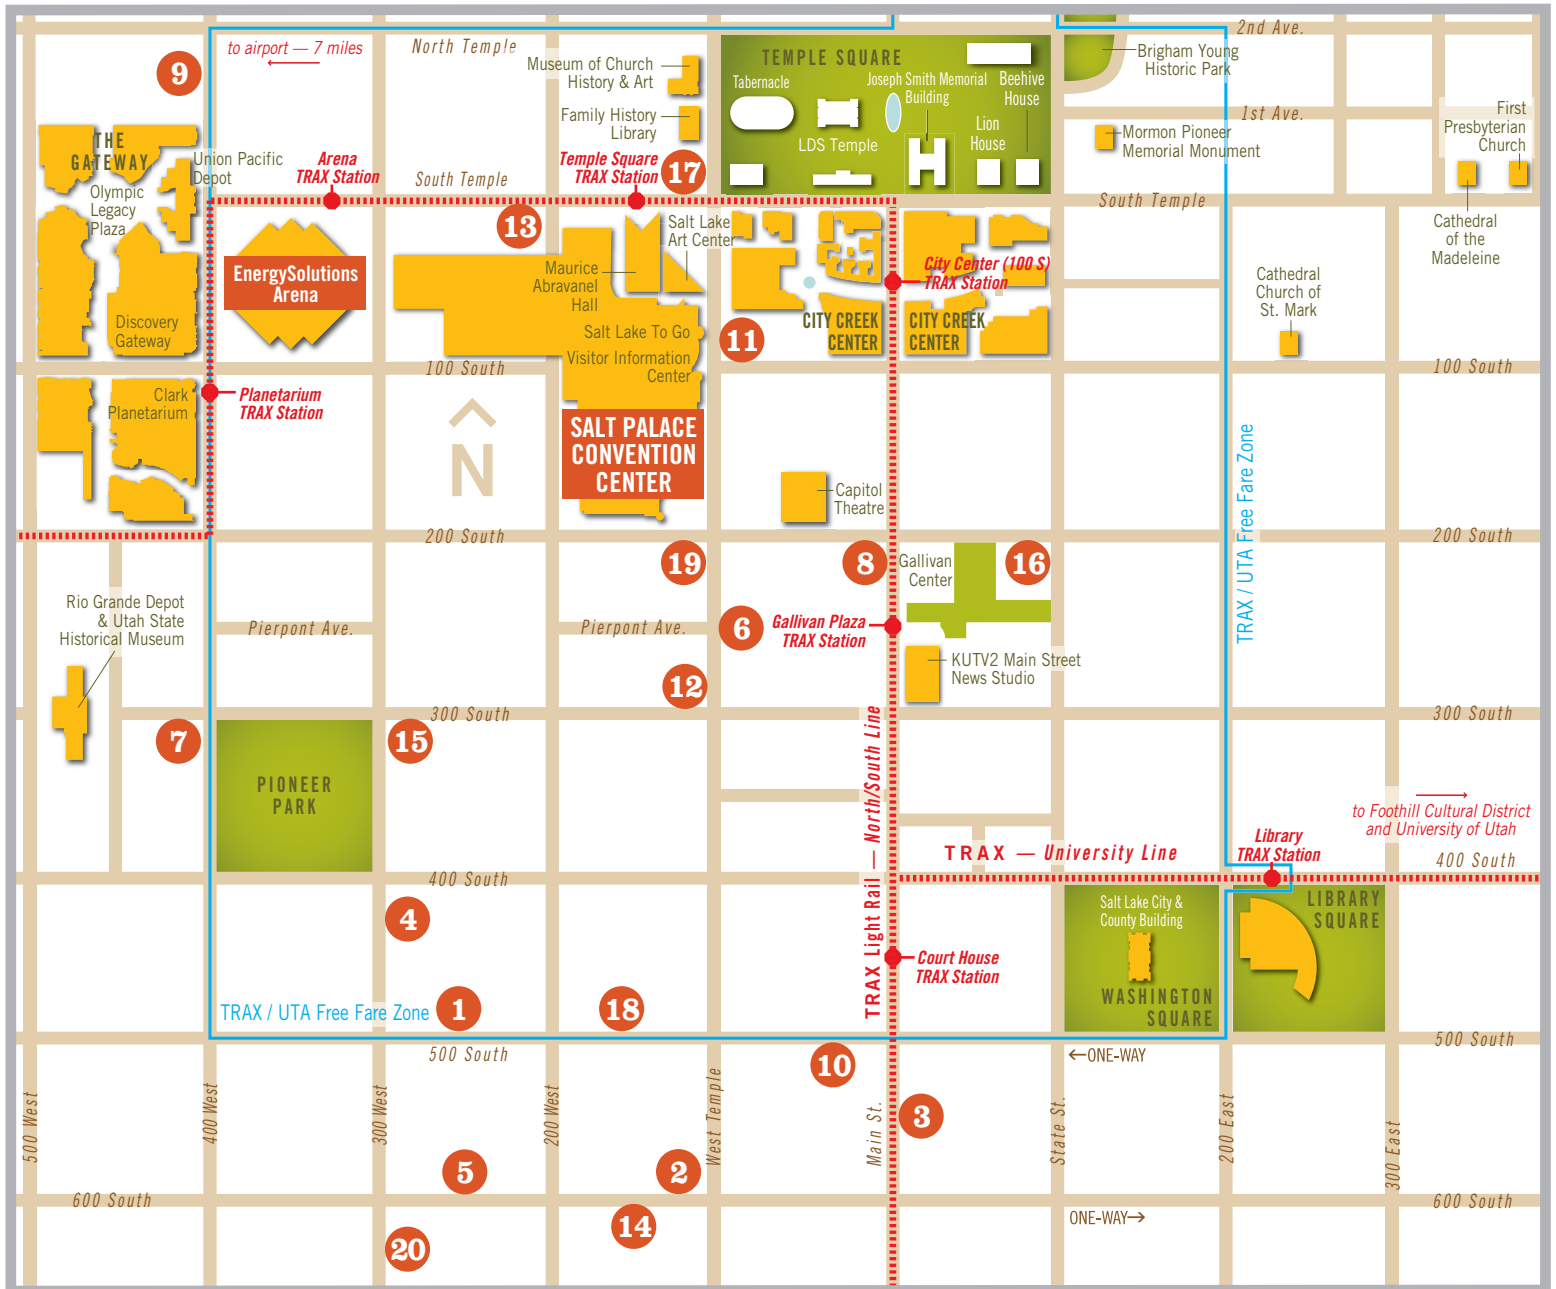 2nd Ave.
to airport — 7 miles
North Temple
9
Museum of Church
History & Art
TEMPLE SQUARE
Tabernacle
Joseph Smith Memorial
Building
Beehive
House
Brigham Young
Historic Park
Family History
Library
LDS Temple
Lion
House
1st Ave.
Mormon Pioneer
Memorial Monument
First
Presbyterian
Church
THE
GATEWAY
Union Pacific
Depot
Olympic
Legacy
Plaza
Arena
TRAX Station
South Temple
Temple Square
TRAX Station
17
South Temple
Cathedral
of the
Madeleine
13
Salt Lake
Art Center
Maurice
Abravanel
Hall
EnergySolutions
Arena
City Center (100 S)
TRAX Station
Cathedral
Church of
St. Mark
Discovery
Gateway
Salt Lake To Go
Visitor Information
Center
11
CITY CREEK
CENTER
CITY CREEK
CENTER
100 South
100 South
Clark
Planetarium
Planetarium
TRAX Station
N
SALT PALACE
CONVENTION
CENTER
Capitol
Theatre
TRAX / UTA Free Fare Zone
200 South
200 South
19
8
Gallivan
Center
16
Rio Grande Depot
& Utah State
Historical Museum
Pierpont Ave.
Pierpont Ave.
6
Gallivan Plaza
TRAX Station
KUTV2 Main Street
News Studio
12
300 South
300 South
7
15
PIONEER
PARK
TRAX Light Rail — North/South Line
to Foothill Cultural District
and University of Utah
TRAX — University Line
Library
TRAX Station
400 South
400 South
4
Salt Lake City &
County Building
LIBRARY
SQUARE
Court House
TRAX Station
WASHINGTON
SQUARE
TRAX / UTA Free Fare Zone
1
18
500 South
500 South
10
←ONE-WAY
500 West
400 West
300 West
200 West
West Temple
Main St.
State St.
200 East
300 East
3
5
2
600 South
600 South
14
ONE-WAY→
20